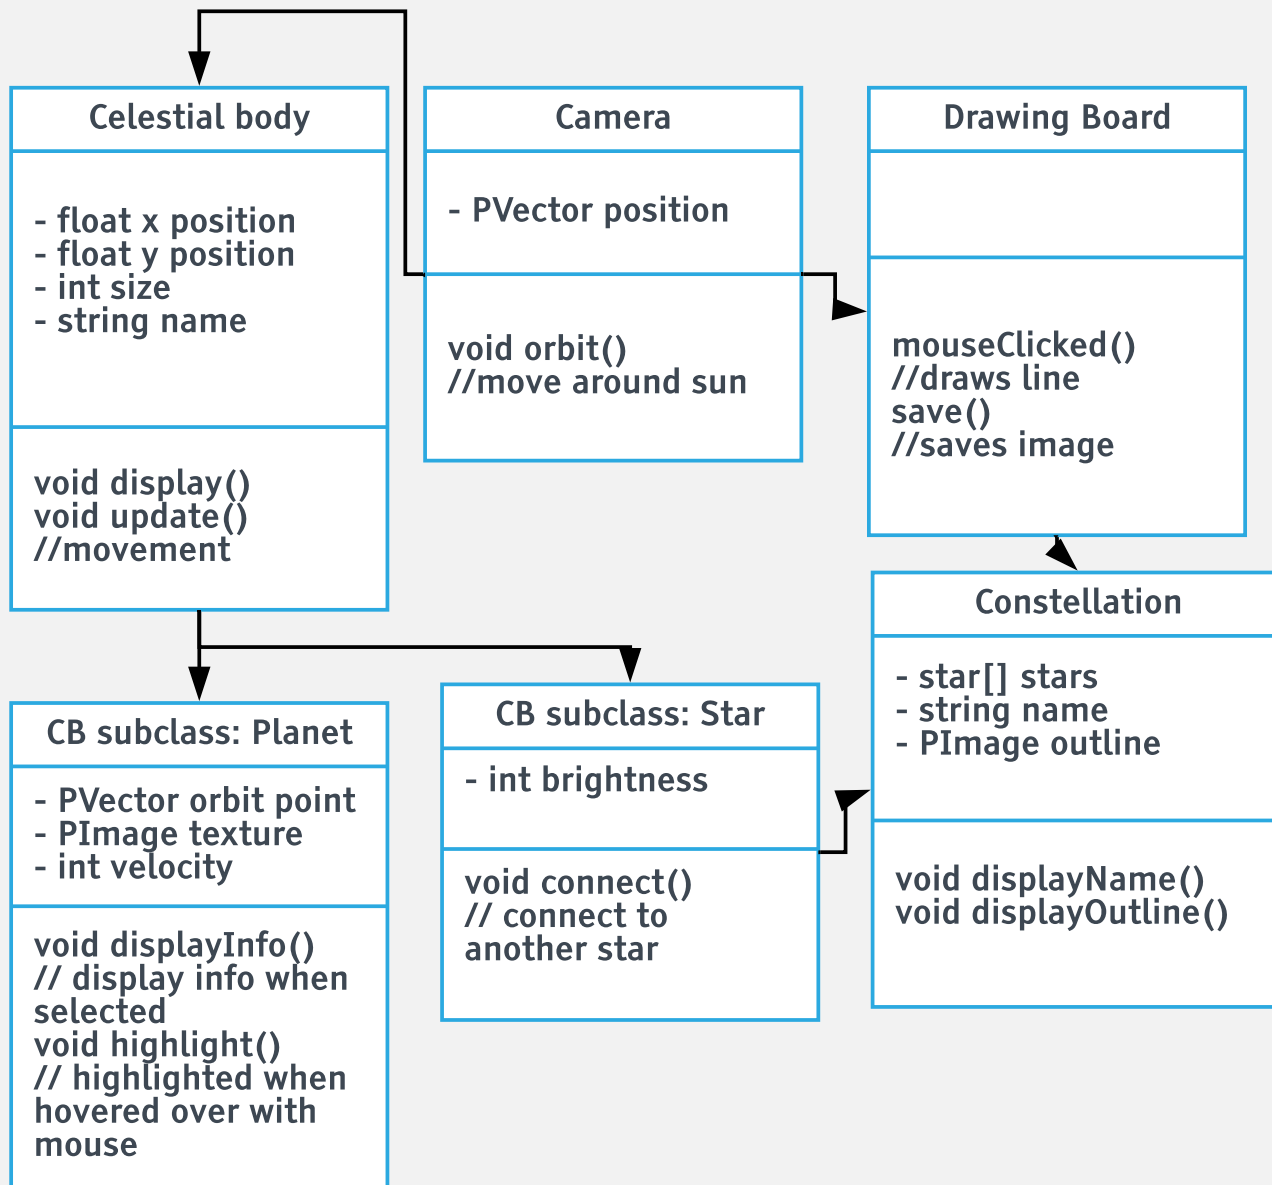 Celestial body
- float x position
- float y position
- int size
- string name
void display()
void update()
//movement
Camera
- PVector position
void orbit()
//move around sun
Drawing Board
mouseClicked()
//draws line
save()
//saves image
CB subclass: Planet
- PVector orbit point
- PImage texture
- int velocity
void displayInfo()
// display info when
selected
void highlight()
// highlighted when
hovered over with
mouse
CB subclass: Star
- int brightness
void connect()
// connect to
another star
Constellation
- star[] stars
- string name
- PImage outline
void displayName()
void displayOutline()